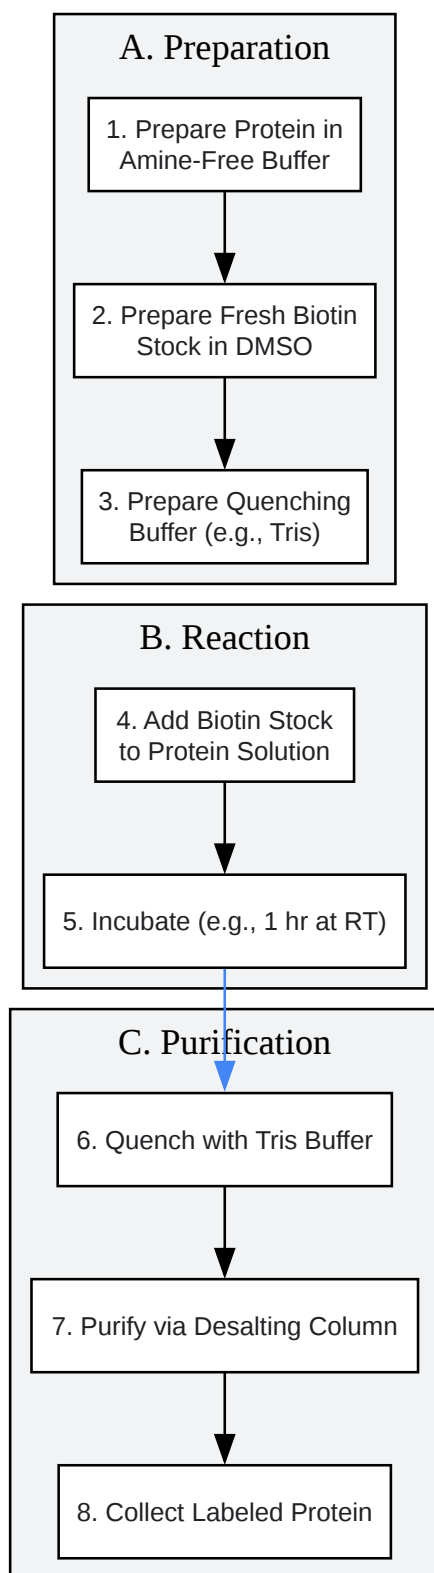 A. Preparation
1. Prepare Protein in
Amine-Free Buffer
2. Prepare Fresh Biotin
Stock in DMSO
3. Prepare Quenching
Buffer (e.g., Tris)
B. Reaction
4. Add Biotin Stock
to Protein Solution
5. Incubate (e.g., 1 hr at RT)
C. Purification
6. Quench with Tris Buffer
7. Purify via Desalting Column
8. Collect Labeled Protein